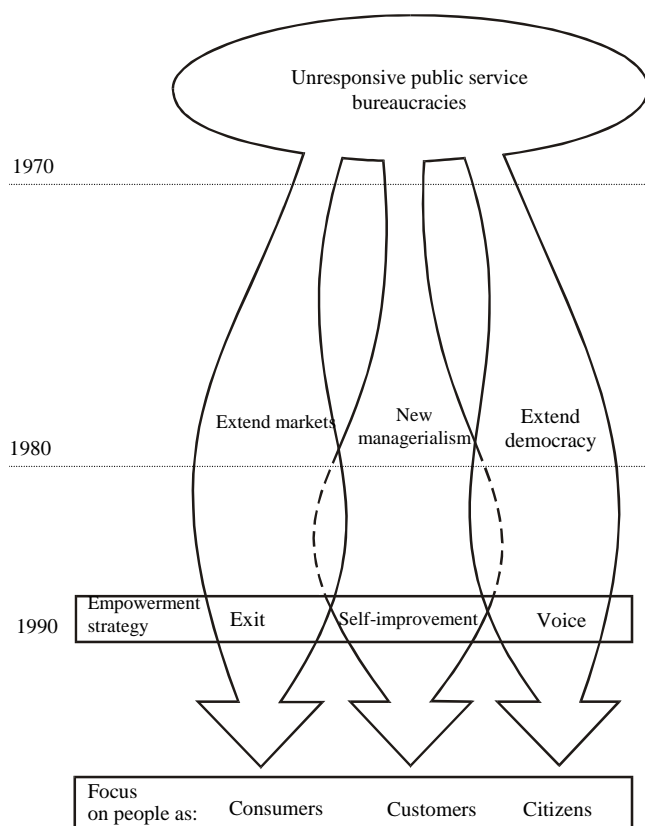 Unresponsive public service
bureaucracies
1970
Extend markets
New
managerialism
Extend
democracy
1980
Empowerment
strategy
Exit
Self-improvement
Voice
1990
Focus
on people as:
Consumers
Customers
Citizens